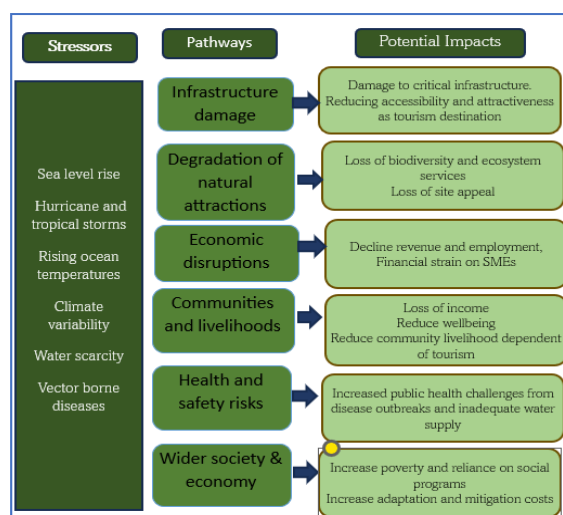 Stressors
Pathways
Potential Impacts
Sea level rise
Hurricane and
tropical storms
Rising ocean
temperatures
Climate
variability
Water scarcity
Vector borne
diseases
Infrastructure
damage
Damage to critical infrastructure.
Reducing accessibility and attractiveness
as tourism destination
Degradation of
natural
attractions
Loss of biodiversity and ecosystem
services
Loss of site appeal
Economic
disruptions
Decline revenue and employment,
Financial strain on SMEs
Communities
and livelihoods
Loss of income
Reduce wellbeing
Reduce community livelihood dependent
of tourism
Health and
safety risks
Increased public health challenges from
disease outbreaks and inadequate water
supply
Wider society &
economy
Increase poverty and reliance on social
programs
Increase adaptation and mitigation costs